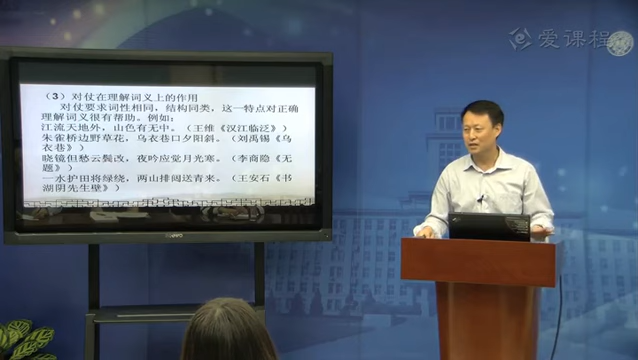 爱课程
（3）对仗在理解词义上的作用
对仗要求词性相同，结构同类，这一特点对正确
理解词义很有帮助。例如：
江流天地外，山色有无中。（王维《汉江临泛》）
朱雀桥边野草花，乌衣巷口夕阳斜。（刘禹锡《乌
衣巷》）
晓镜但愁云鬓改，夜吟应觉月光寒。（李商隐《无
题》）
一水护田将绿绕，两山排闼送青来。（王安石《书
湖阴先生壁》）